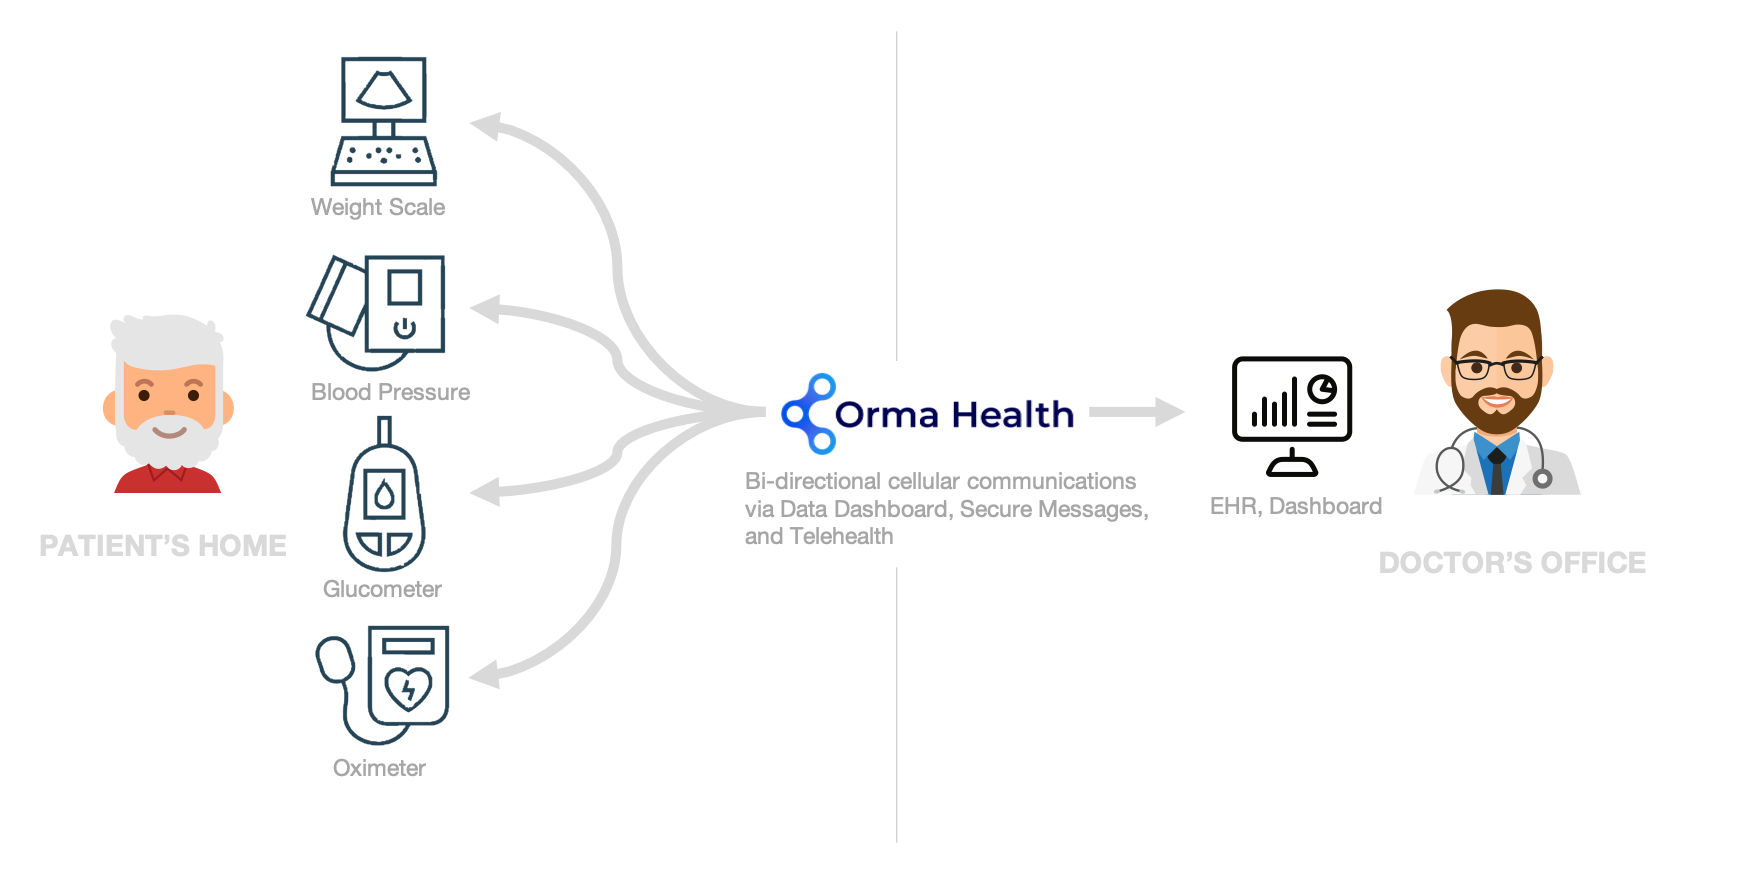 Weight Scale
Blood Pressure
Glucometer
Oximeter
PATIENT'S HOME
Orma Health
Bi-directional cellular communications
via Data Dashboard, Secure Messages,
and Telehealth
EHR, Dashboard
DOCTOR'S OFFICE